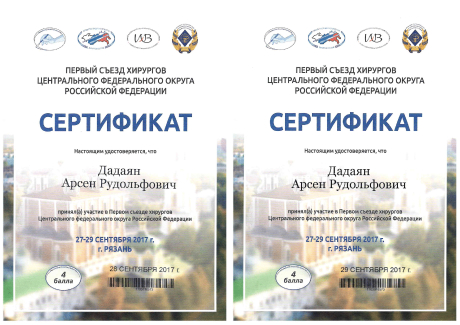 ПЕРВЫЙ СЪЕЗД ХИРУРГОВ
ЦЕНТРАЛЬНОГО ФЕДЕРАЛЬНОГО ОКРУГА
РОССИЙСКОЙ ФЕДЕРАЦИИ
СЕРТИФИКАТ
Настоящим удостоверяется, что
Дадаян
Арсен Рудольфович
принял(а) участие в Первом съезде хирургов
Центрального федерального округа Российской Федерации
27-29 СЕНТЯБРЯ 2017 г.
г. РЯЗАНЬ
4
балла
28 СЕНТЯБРЯ 2017 г.
ПЕРВЫЙ СЪЕЗД ХИРУРГОВ
ЦЕНТРАЛЬНОГО ФЕДЕРАЛЬНОГО ОКРУГА
РОССИЙСКОЙ ФЕДЕРАЦИИ
СЕРТИФИКАТ
Настоящим удостоверяется, что
Дадаян
Арсен Рудольфович
принял(а) участие в Первом съезде хирургов
Центрального федерального округа Российской Федерации
27-29 СЕНТЯБРЯ 2017 г.
г. РЯЗАНЬ
4
балла
29 СЕНТЯБРЯ 2017 г.